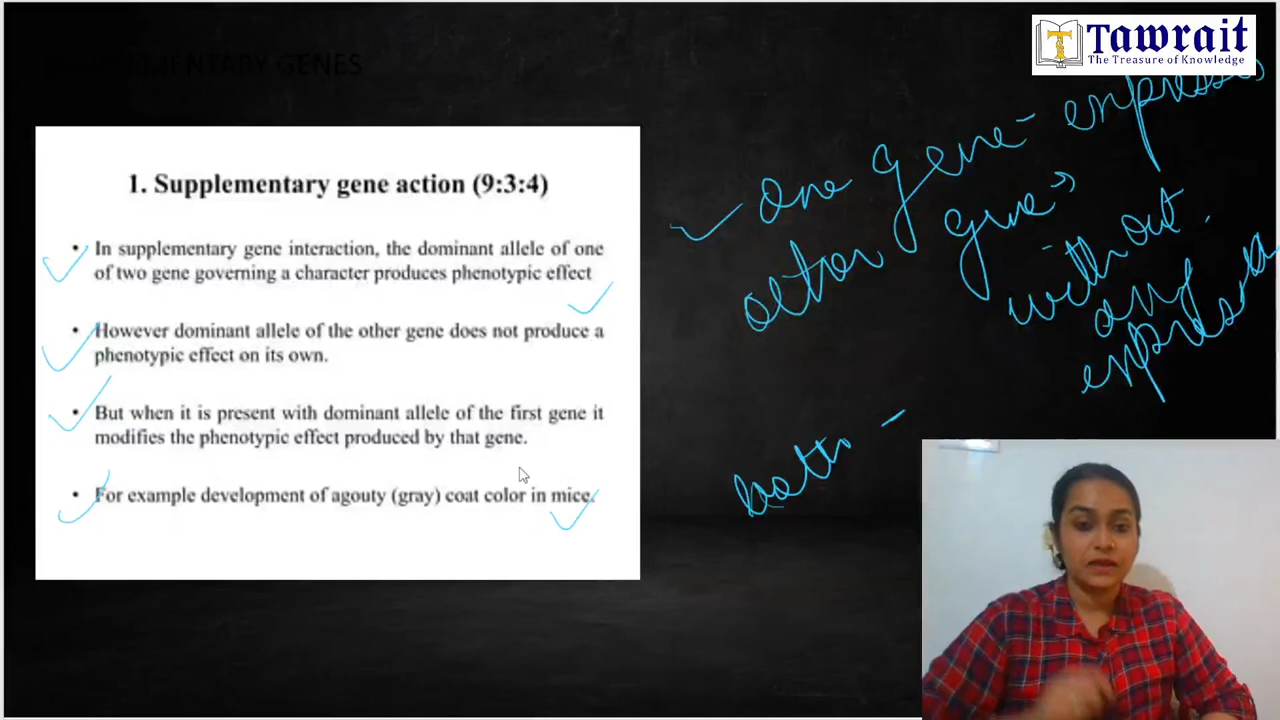 Tawrait
The Treasure of Knowledge
MENTARY GENES
1. Supplementary gene action (9:3:4)
• In supplementary gene interaction, the dominant allele of one
of two gene governing a character produces phenotypic effect
• However dominant allele of the other gene does not produce a
phenotypic effect on its own.
• But when it is present with dominant allele of the first gene it
modifies the phenotypic effect produced by that gene.
• For example development of agouty (gray) coat color in mice.
one gene - expresses
gene
without
any
both -